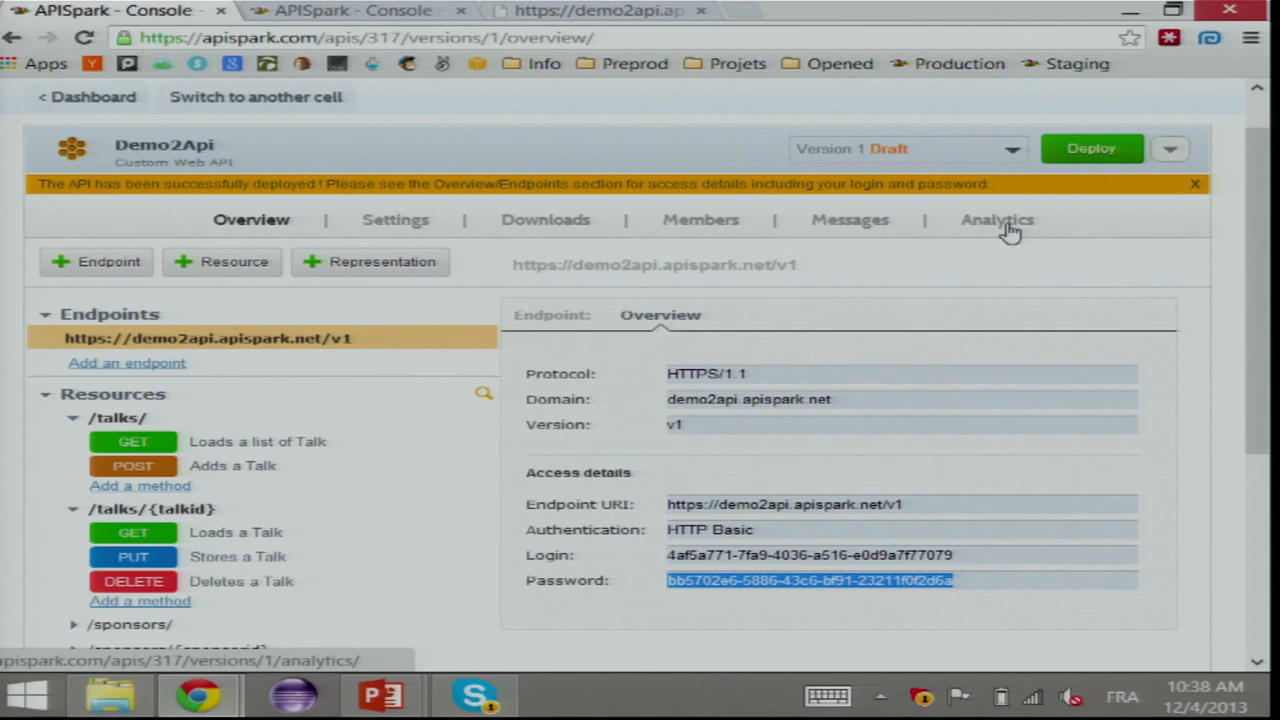 APISpark - Console
APISpark - Console
https://demo2api.ap
https://apispark.com/apis/317/versions/1/overview/
Apps
Info
Preprod
Projets
Opened
Production
Staging
< Dashboard
Switch to another cell
Demo2Api
Custom Web API
Version 1 Draft
Deploy
The API has been successfully deployed ! Please see the Overview/Endpoints section for access details including your login and password.
x
Overview | Settings | Downloads | Members | Messages | Analytics
+ Endpoint
+ Resource
+ Representation
https://demo2api.apispark.net/v1
Endpoints
https://demo2api.apispark.net/v1
Add an endpoint
Resources
/talks/
GET Loads a list of Talk
POST Adds a Talk
Add a method
/talks/{talkid}
GET Loads a Talk
PUT Stores a Talk
DELETE Deletes a Talk
Add a method
/sponsors/
Endpoint: Overview
Protocol: HTTPS/1.1
Domain: demo2api.apispark.net
Version: v1
Access details
Endpoint URI: https://demo2api.apispark.net/v1
Authentication: HTTP Basic
Login: 4af5a771-7fa9-4036-a516-e0d9a7f77079
Password: bb5702e6-5886-43c6-bf91-23211f0f2d6a
apispark.com/apis/317/versions/1/analytics/
FRA
10:38 AM
12/4/2013